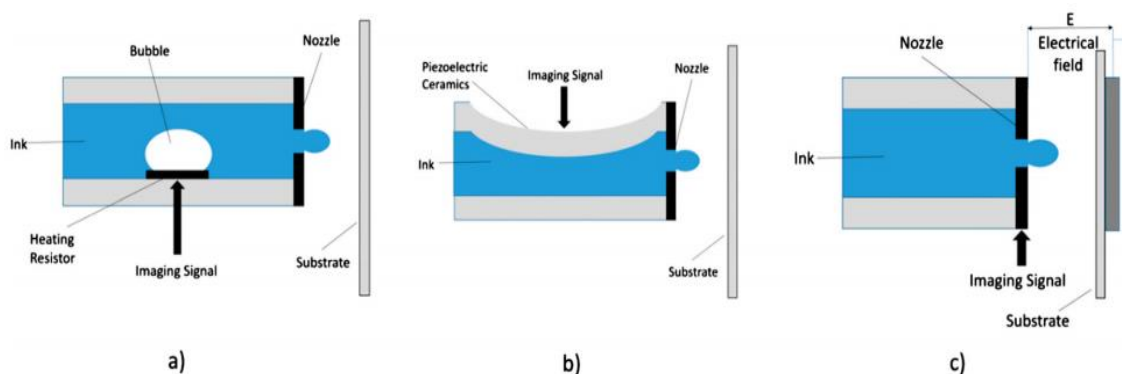 Bubble
Nozzle
Ink
Heating
Resistor
Imaging Signal
Substrate
a)
Piezoelectric
Ceramics
Imaging Signal
Nozzle
Ink
Substrate
b)
E
Electrical
field
Nozzle
Ink
Imaging Signal
Substrate
c)